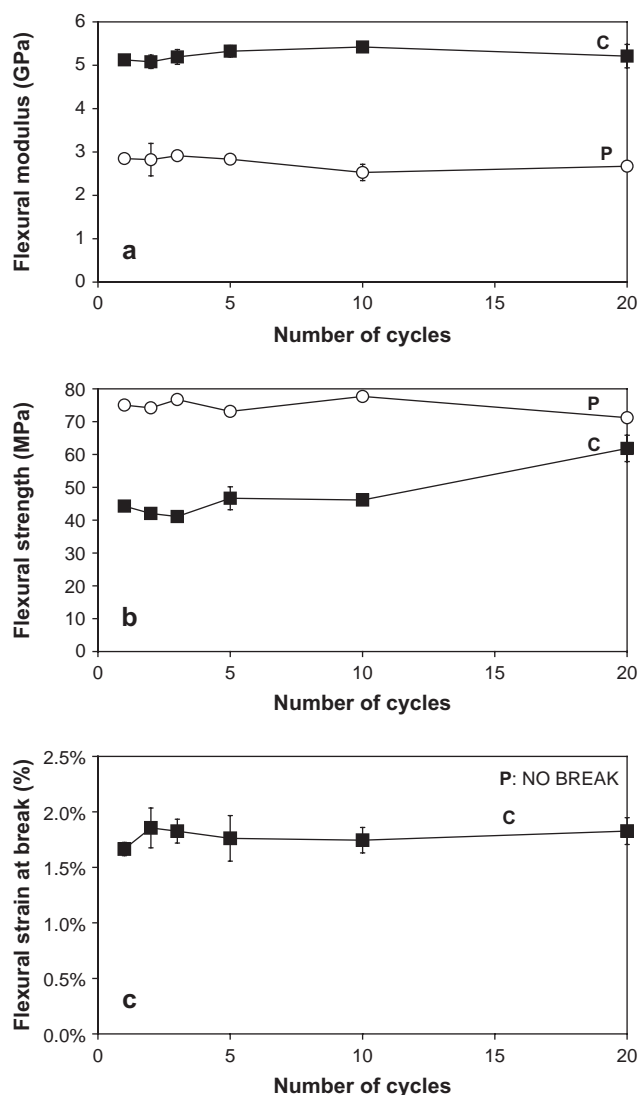 Flexural modulus (GPa)
6
5
4
3
2
1
0
C
P
a
0 5 10 15 20
Number of cycles
Flexural strength (MPa)
80
70
60
50
40
30
20
10
0
P
C
b
0 5 10 15 20
Number of cycles
Flexural strain at break (%)
2.5%
2.0%
1.5%
1.0%
0.5%
0.0%
P: NO BREAK
C
c
0 5 10 15 20
Number of cycles